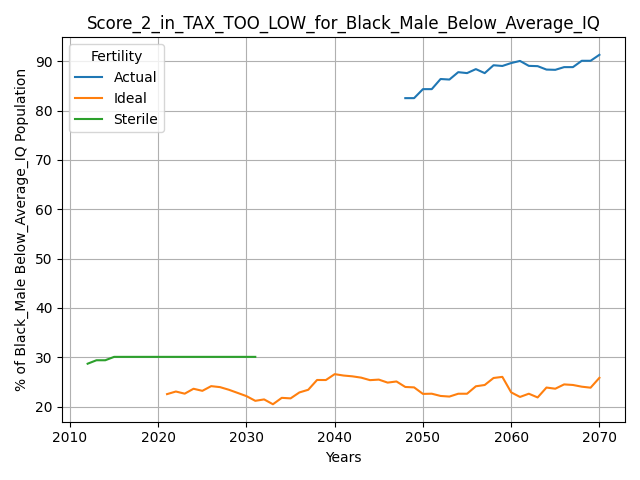 Score_2_in_TAX_TOO_LOW_for_Black_Male_Below_Average_IQ
Fertility
Actual
Ideal
Sterile
% of Black_Male Below_Average_IQ Population
90
80
70
60
50
40
30
20
2010 2020 2030 2040 2050 2060 2070
Years